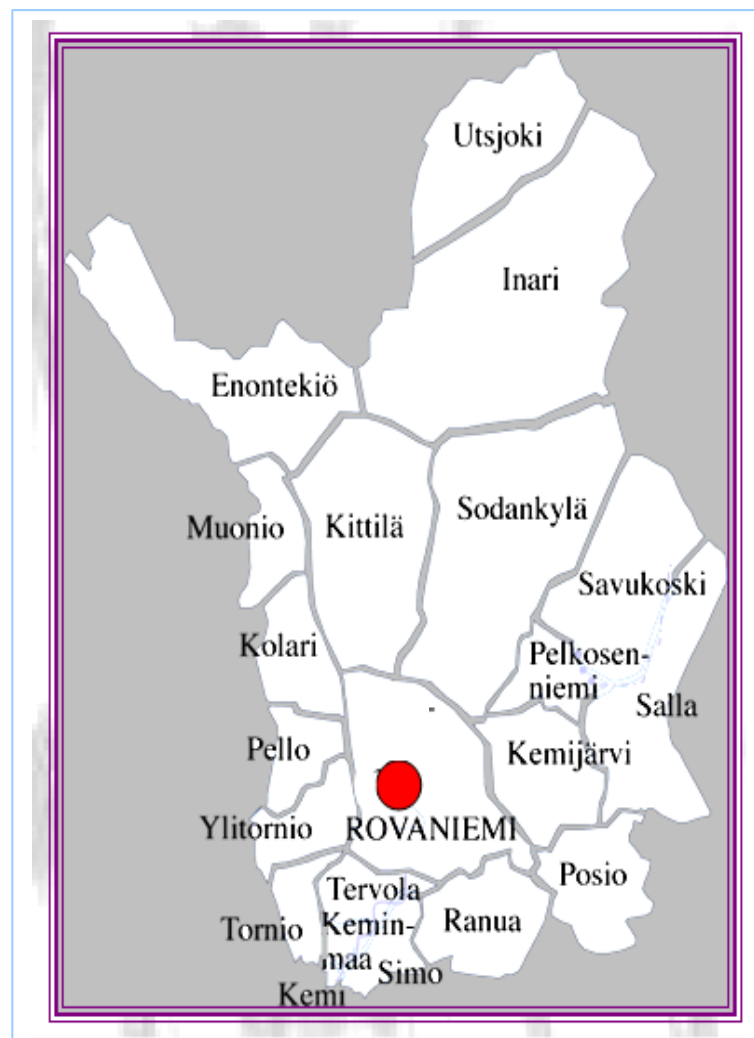 Utsjoki
Inari
Enontekiö
Muonio
Kittilä
Sodankylä
Savukoski
Kolari
Pelkosen-
niemi
Salla
Pello
Kemijärvi
Ylitornio
ROVANIEMI
Posio
Tervola
Tornio
Kemin-
maa
Ranua
Simo
Kemi